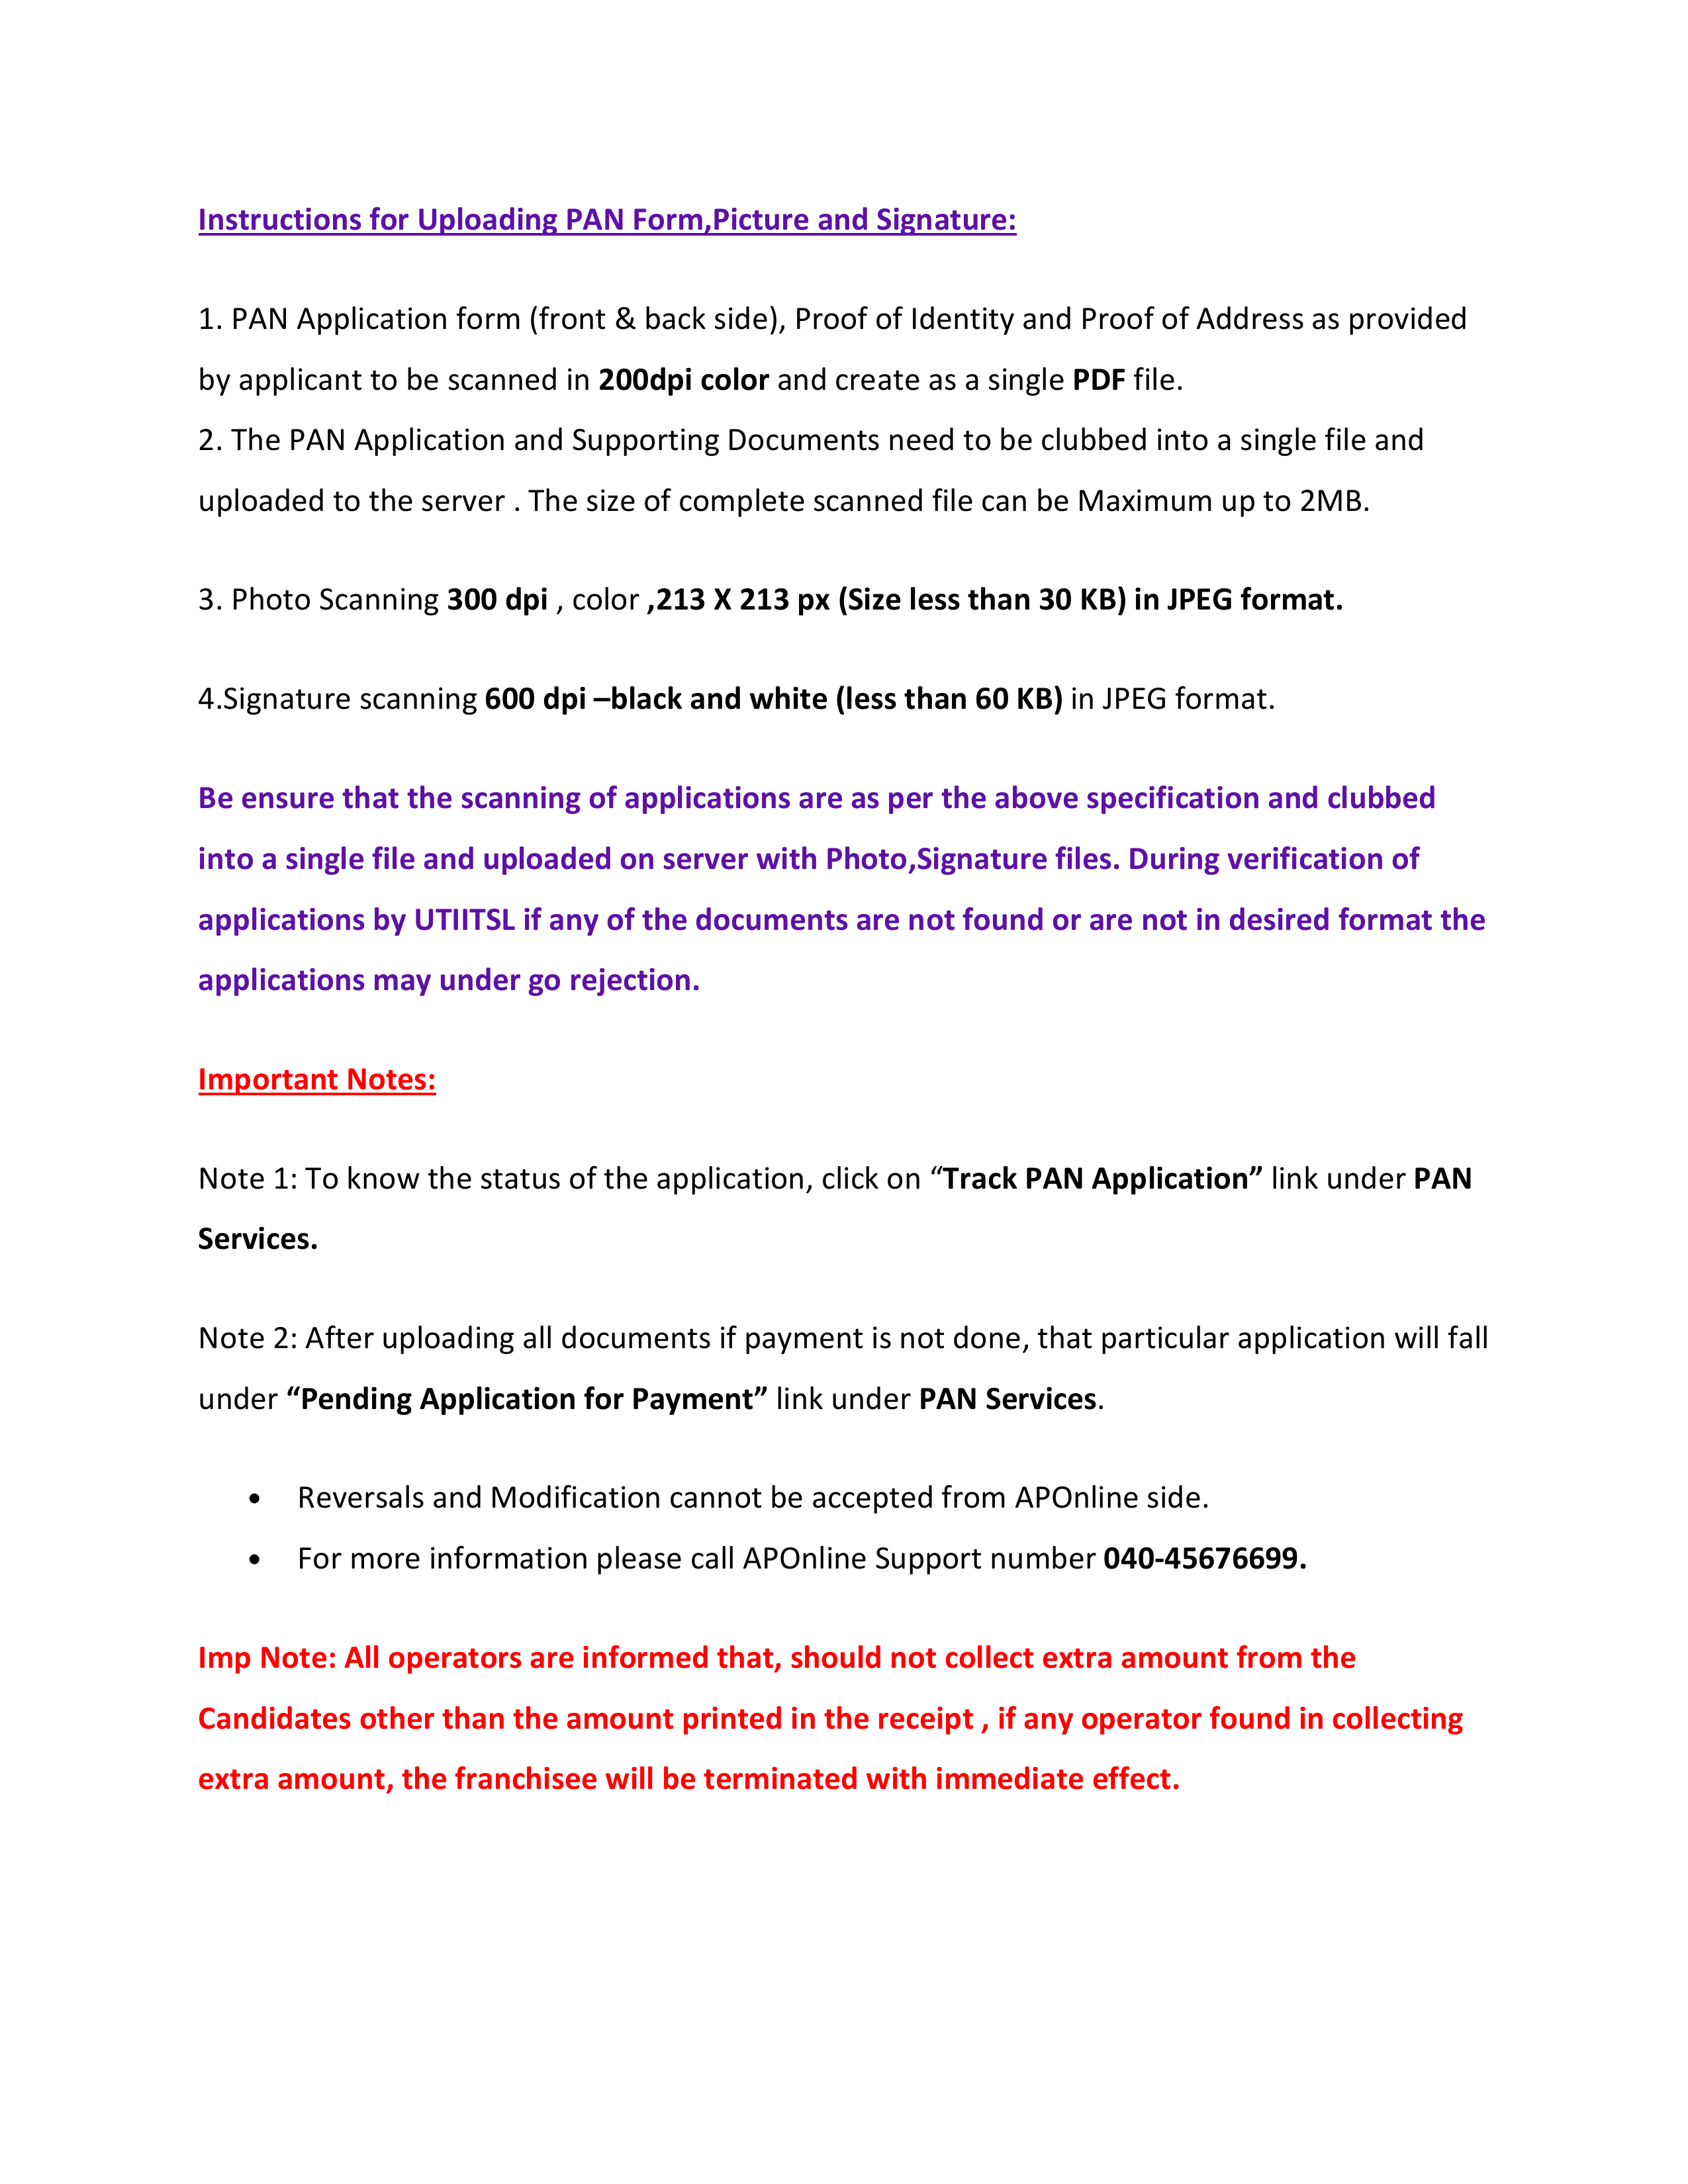 Instructions for Uploading PAN Form,Picture and Signature:
1. PAN Application form (front & back side), Proof of Identity and Proof of Address as provided
by applicant to be scanned in 200dpi color and create as a single PDF file.
2. The PAN Application and Supporting Documents need to be clubbed into a single file and
uploaded to the server . The size of complete scanned file can be Maximum up to 2MB.
3. Photo Scanning 300 dpi , color ,213 X 213 px (Size less than 30 KB) in JPEG format.
4.Signature scanning 600 dpi –black and white (less than 60 KB) in JPEG format.
Be ensure that the scanning of applications are as per the above specification and clubbed
into a single file and uploaded on server with Photo,Signature files. During verification of
applications by UTIITSL if any of the documents are not found or are not in desired format the
applications may under go rejection.
Important Notes:
Note 1: To know the status of the application, click on “Track PAN Application” link under PAN
Services.
Note 2: After uploading all documents if payment is not done, that particular application will fall
under “Pending Application for Payment” link under PAN Services.
• Reversals and Modification cannot be accepted from APOnline side.
• For more information please call APOnline Support number 040-45676699.
Imp Note: All operators are informed that, should not collect extra amount from the
Candidates other than the amount printed in the receipt , if any operator found in collecting
extra amount, the franchisee will be terminated with immediate effect.